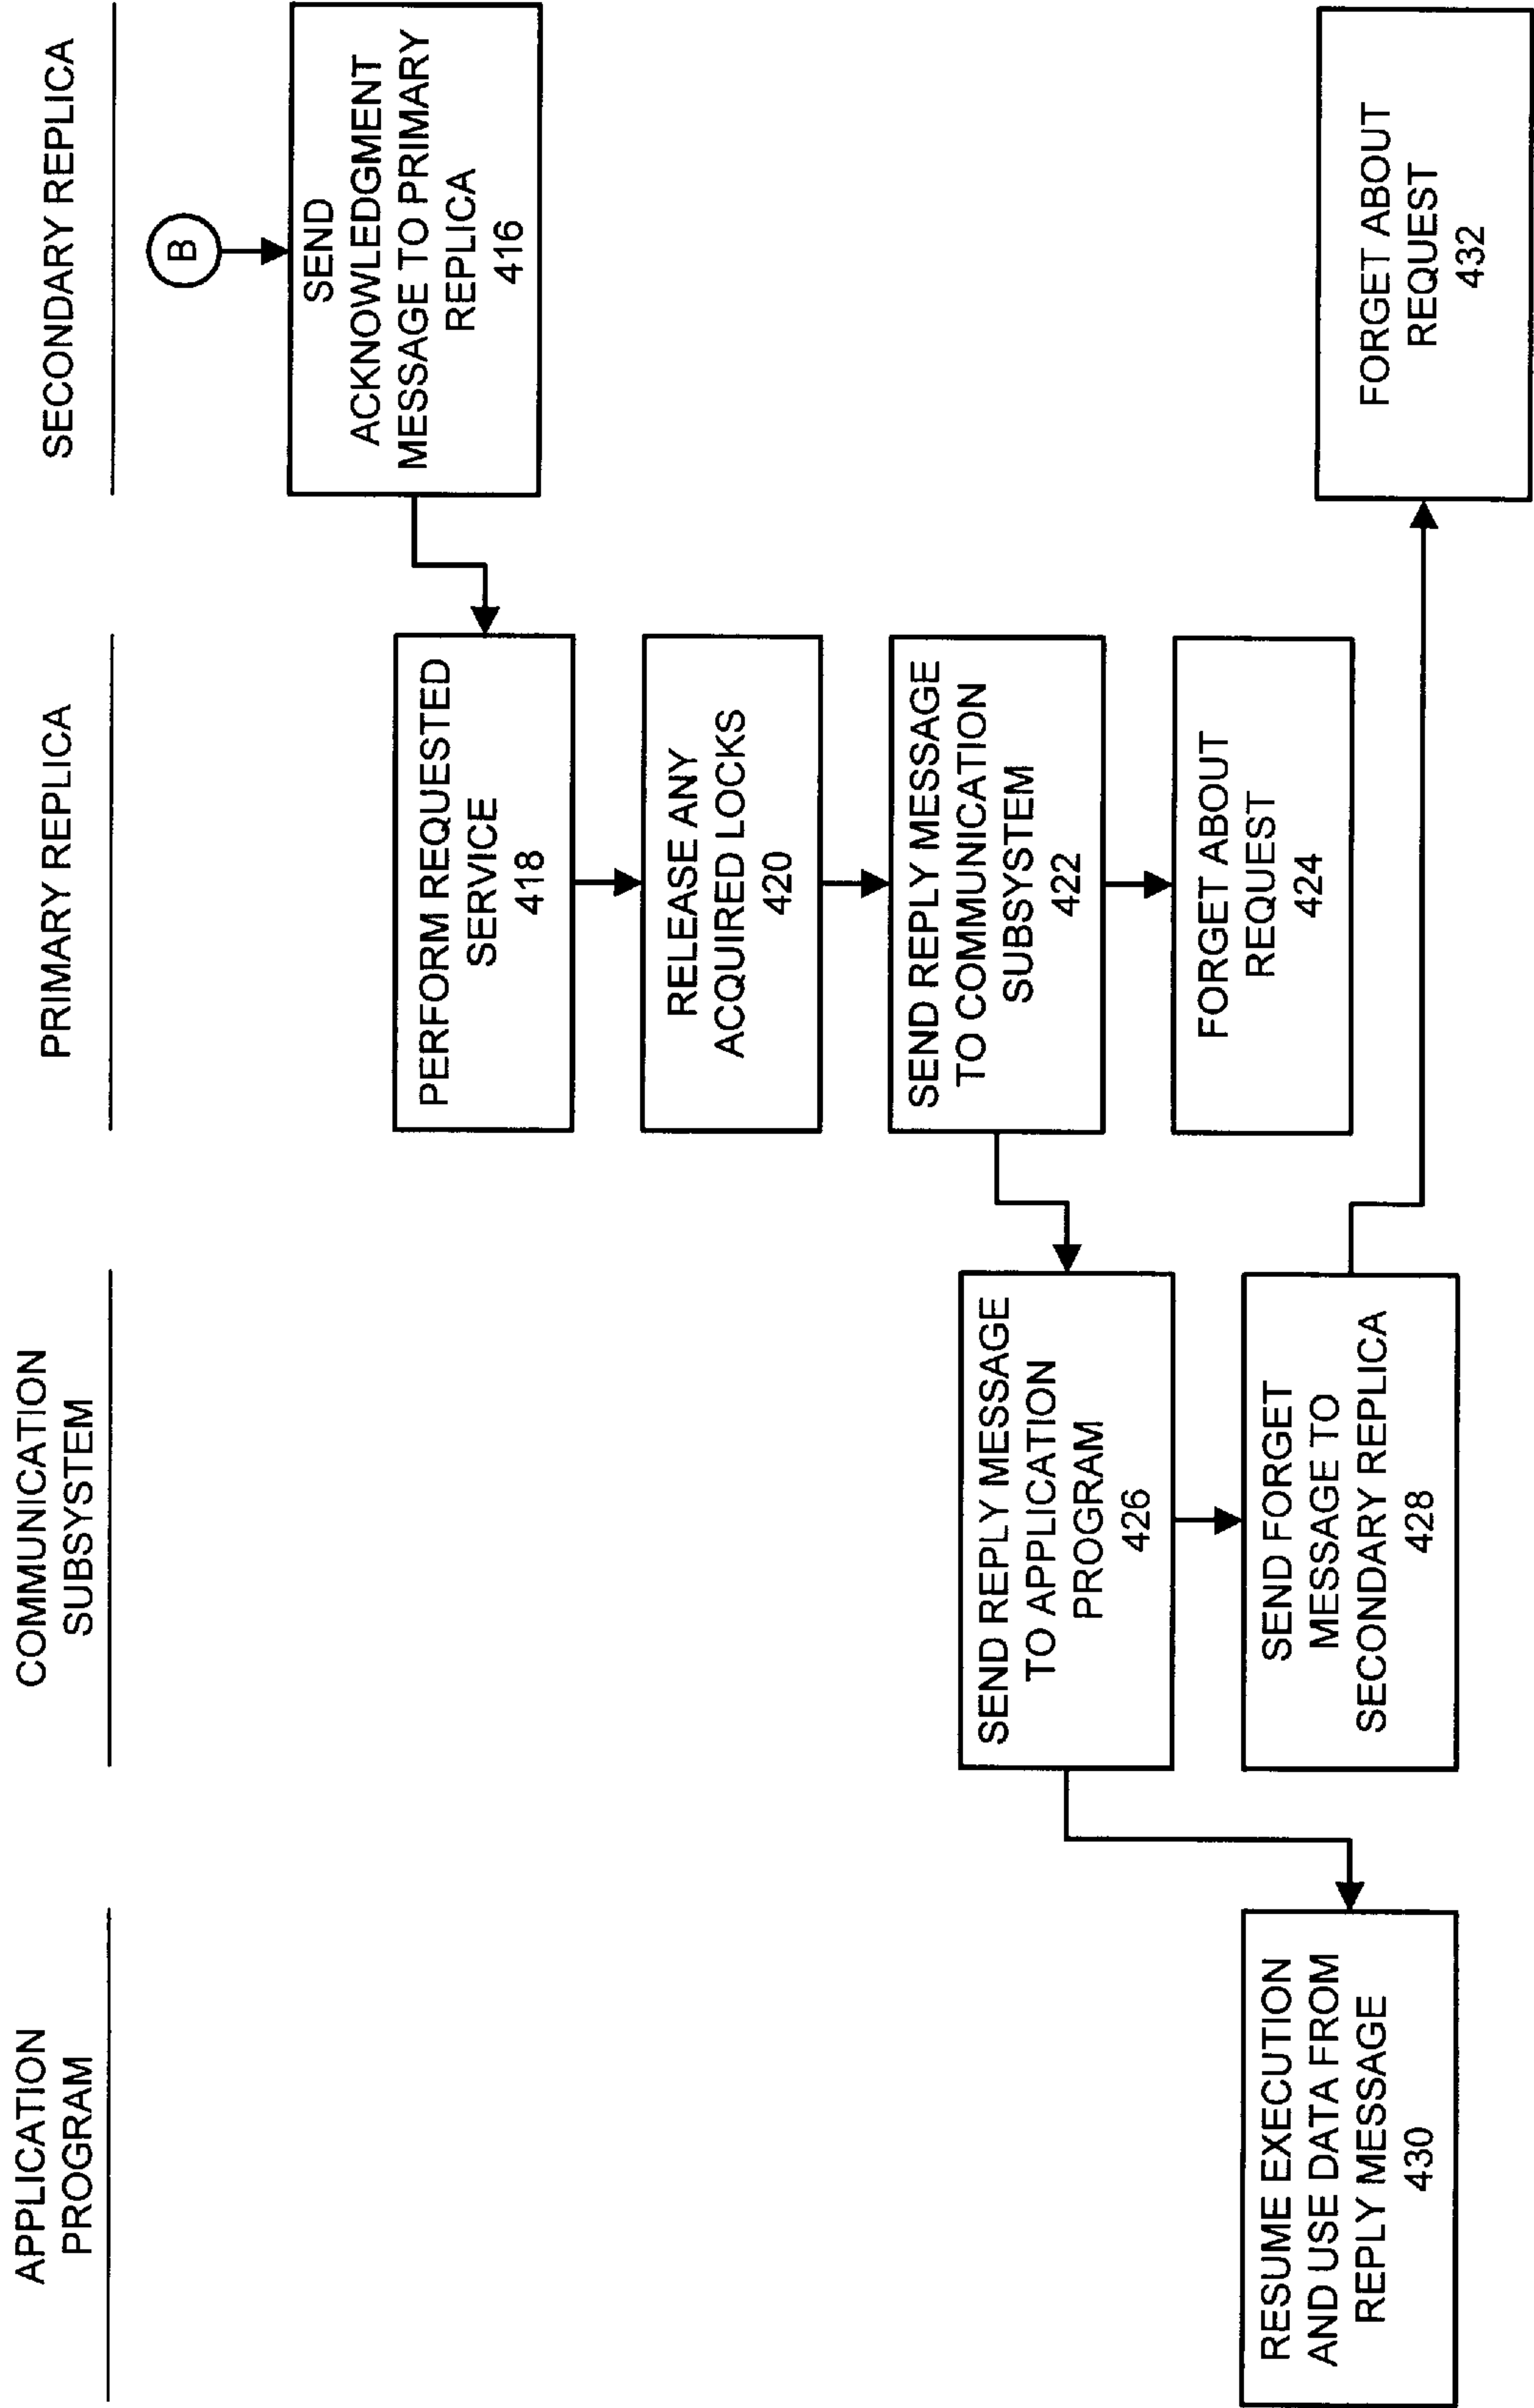 APPLICATION
PROGRAM
COMMUNICATION
SUBSYSTEM
PRIMARY REPLICA
SECONDARY REPLICA
B
SEND
ACKNOWLEDGMENT
MESSAGE TO PRIMARY
REPLICA
416
PERFORM REQUESTED
SERVICE
418
RELEASE ANY
ACQUIRED LOCKS
420
SEND REPLY MESSAGE
TO COMMUNICATION
SUBSYSTEM
422
FORGET ABOUT
REQUEST
424
SEND REPLY MESSAGE
TO APPLICATION
PROGRAM
426
SEND FORGET
MESSAGE TO
SECONDARY REPLICA
428
RESUME EXECUTION
AND USE DATA FROM
REPLY MESSAGE
430
FORGET ABOUT
REQUEST
432